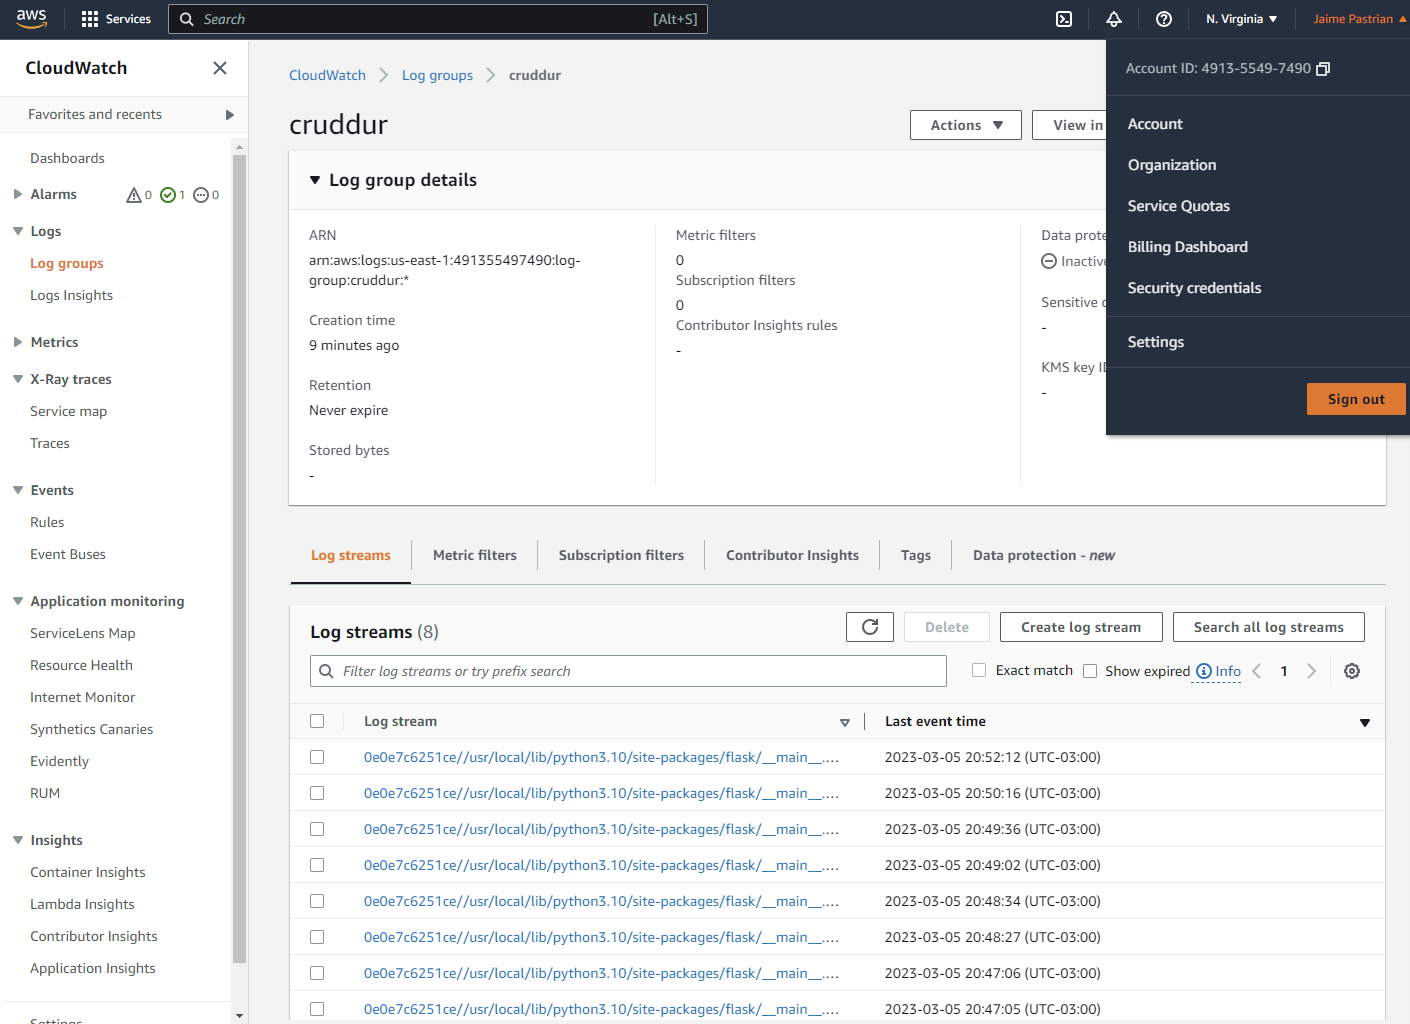 aws
Services
Search
[Alt+S]
N. Virginia
Jaime Pastrian
CloudWatch
Favorites and recents
Dashboards
Alarms
0
1
0
Logs
Log groups
Logs Insights
Metrics
X-Ray traces
Service map
Traces
Events
Rules
Event Buses
Application monitoring
ServiceLens Map
Resource Health
Internet Monitor
Synthetics Canaries
Evidently
RUM
Insights
Container Insights
Lambda Insights
Contributor Insights
Application Insights
Settings
CloudWatch
Log groups
cruddur
cruddur
Actions
View in
Log group details
ARN
arn:aws:logs:us-east-1:491355497490:log-
group:cruddur:*
Creation time
9 minutes ago
Retention
Never expire
Stored bytes
-
Metric filters
0
Subscription filters
0
Contributor Insights rules
-
Data prote
Inactive
Sensitive
-
KMS key ID
-
Account ID: 4913-5549-7490
Account
Organization
Service Quotas
Billing Dashboard
Security credentials
Settings
Sign out
Log streams
Metric filters
Subscription filters
Contributor Insights
Tags
Data protection - new
Log streams (8)
Delete
Create log stream
Search all log streams
Filter log streams or try prefix search
Exact match
Show expired
Info
1
Log stream
Last event time
0e0e7c6251ce//usr/local/lib/python3.10/site-packages/flask/__main__.... 2023-03-05 20:52:12 (UTC-03:00)
0e0e7c6251ce//usr/local/lib/python3.10/site-packages/flask/__main__.... 2023-03-05 20:50:16 (UTC-03:00)
0e0e7c6251ce//usr/local/lib/python3.10/site-packages/flask/__main__.... 2023-03-05 20:49:36 (UTC-03:00)
0e0e7c6251ce//usr/local/lib/python3.10/site-packages/flask/__main__.... 2023-03-05 20:49:02 (UTC-03:00)
0e0e7c6251ce//usr/local/lib/python3.10/site-packages/flask/__main__.... 2023-03-05 20:48:34 (UTC-03:00)
0e0e7c6251ce//usr/local/lib/python3.10/site-packages/flask/__main__.... 2023-03-05 20:48:27 (UTC-03:00)
0e0e7c6251ce//usr/local/lib/python3.10/site-packages/flask/__main__.... 2023-03-05 20:47:06 (UTC-03:00)
0e0e7c6251ce//usr/local/lib/python3.10/site-packages/flask/__main__.... 2023-03-05 20:47:05 (UTC-03:00)